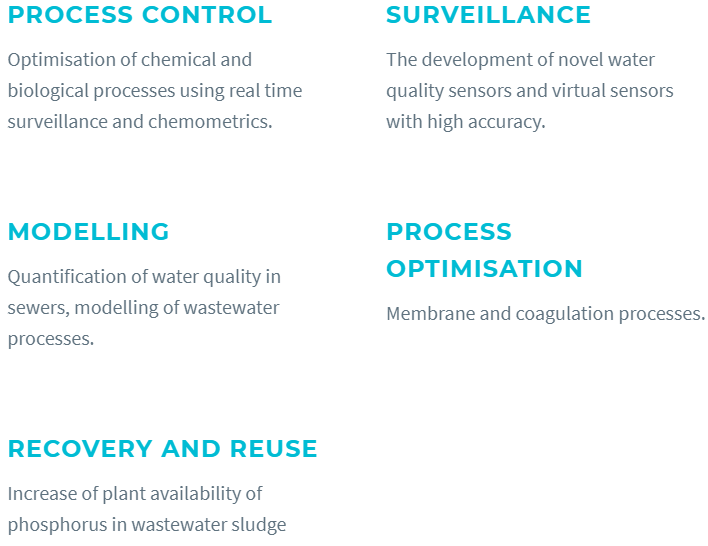 PROCESS CONTROL
Optimisation of chemical and
biological processes using real time
surveillance and chemometrics.
SURVEILLANCE
The development of novel water
quality sensors and virtual sensors
with high accuracy.
MODELLING
Quantification of water quality in
sewers, modelling of wastewater
processes.
PROCESS
OPTIMISATION
Membrane and coagulation processes.
RECOVERY AND REUSE
Increase of plant availability of
phosphorus in wastewater sludge